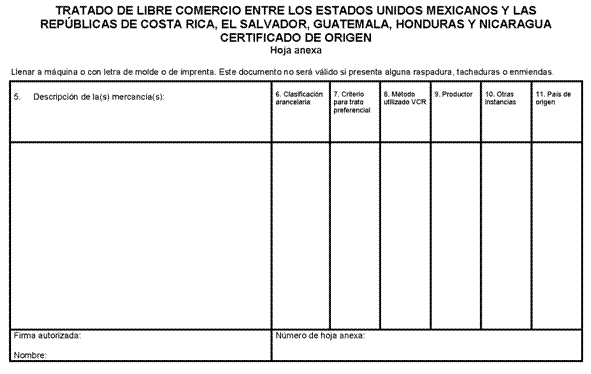 TRATADO DE LIBRE COMERCIO ENTRE LOS ESTADOS UNIDOS MEXICANOS Y LAS
REPÚBLICAS DE COSTA RICA, EL SALVADOR, GUATEMALA, HONDURAS Y NICARAGUA
CERTIFICADO DE ORIGEN
Hoja anexa
Llenar a máquina o con letra de molde o de imprenta. Este documento no será válido si presenta alguna raspadura, tachaduras o enmiendas.
5. Descripción de la(s) mercancía(s):
6. Clasificación
arancelaria
7. Criterio
para trato
preferencial
8. Método
utilizado VCR
9. Productor
10. Otras
Instancias
11. País de
origen
Firma autorizada:
Número de hoja anexa:
Nombre: